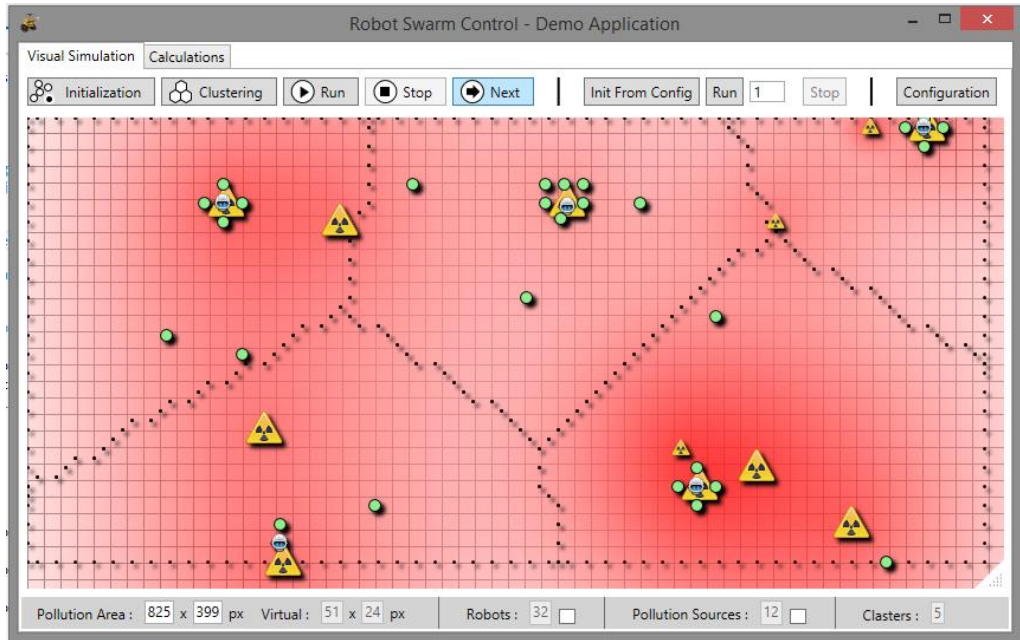 Robot Swarm Control - Demo Application
Visual Simulation Calculations
Initialization Clustering Run Stop Next Init From Config Run 1 Stop Configuration
Pollution Area : 825 x 399 px Virtual : 51 x 24 px Robots : 32 Pollution Sources : 12 Clasters : 5